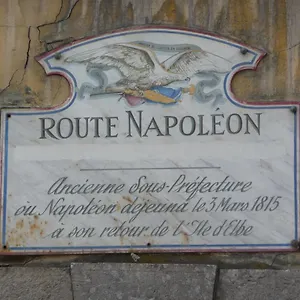 ROUTE NAPOLÉON
Ancienne Sous-Préfecture
où Napoléon déjeuna le 3 Mars 1815
à son retour de l'Ile d'Elbe